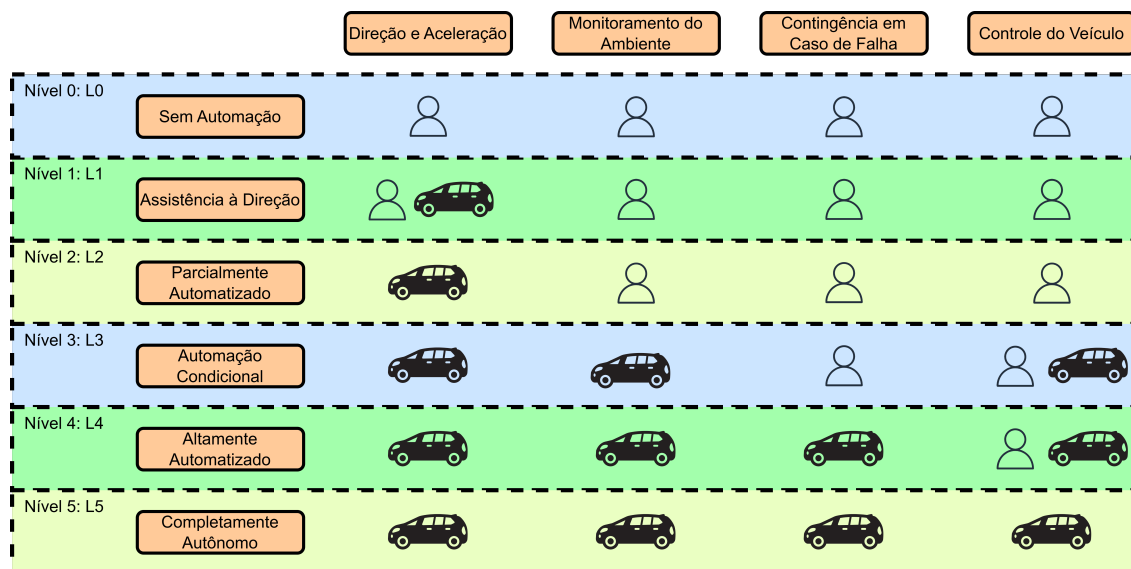 Direção e Aceleração
Monitoramento do
Ambiente
Contingência em
Caso de Falha
Controle do Veículo
Nível 0: L0
Sem Automação
Nível 1: L1
Assistência à Direção
Nível 2: L2
Parcialmente
Automatizado
Nível 3: L3
Automação
Condicional
Nível 4: L4
Altamente
Automatizado
Nível 5: L5
Completamente
Autônomo